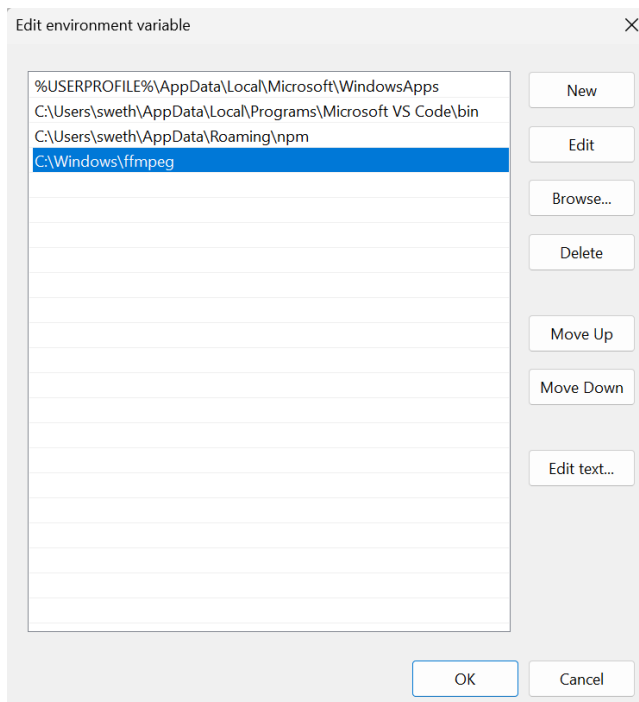 Edit environment variable
%USERPROFILE%\AppData\Local\Microsoft\WindowsApps
C:\Users\sweth\AppData\Local\Programs\Microsoft VS Code\bin
C:\Users\sweth\AppData\Roaming\npm
C:\Windows\ffmpeg
New
Edit
Browse...
Delete
Move Up
Move Down
Edit text...
OK
Cancel